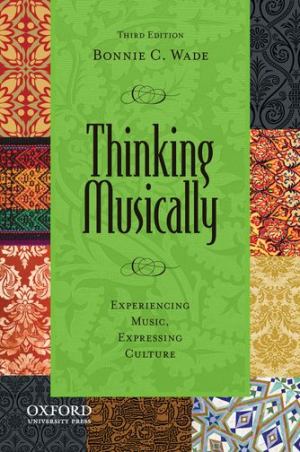 THIRD EDITION
BONNIE C. WADE
Thinking
Musically
EXPERIENCING
MUSIC,
EXPRESSING
CULTURE
OXFORD
UNIVERSITY PRESS